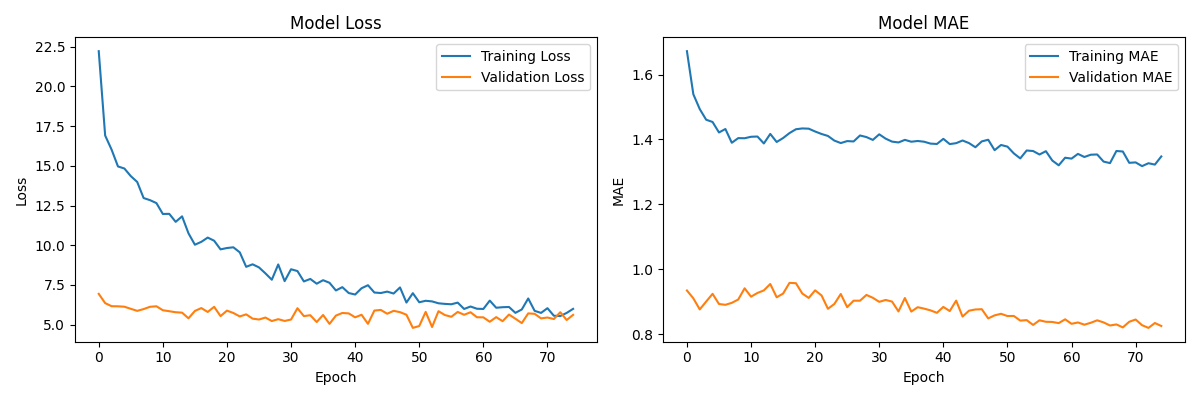 Model Loss
22.5
20.0
17.5
15.0
12.5
10.0
7.5
5.0
Loss
0 10 20 30 40 50 60 70
Epoch
Training Loss
Validation Loss
Model MAE
1.6
1.4
1.2
1.0
0.8
MAE
0 10 20 30 40 50 60 70
Epoch
Training MAE
Validation MAE